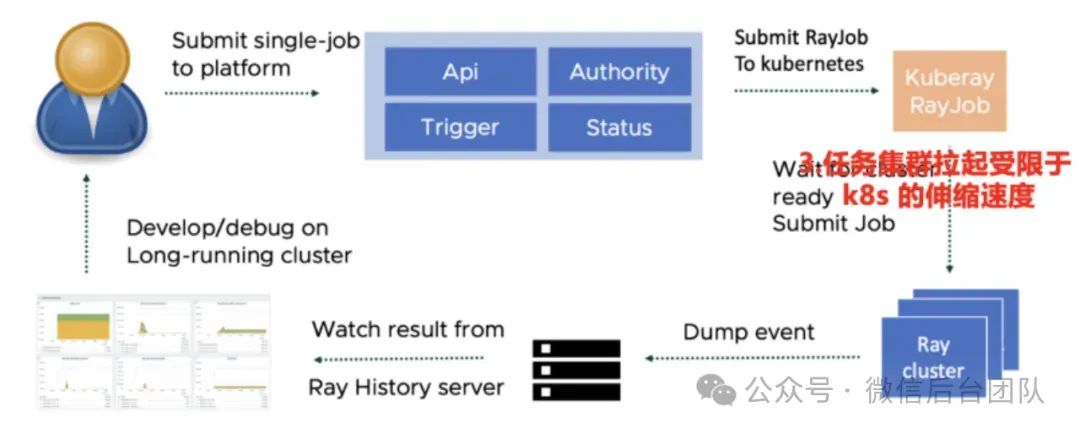 Submit single-job
to platform
Api
Authority
Trigger
Status
Submit RayJob
To kubernetes
Kuberay
RayJob
3.任务集群拉起受限于
k8s 的伸缩速度
Wait for cluster
ready
Submit Job
Develop/debug on
Long-running cluster
Watch result from
Ray History server
Dump event
Ray
cluster
公众号 · 微信后台团队